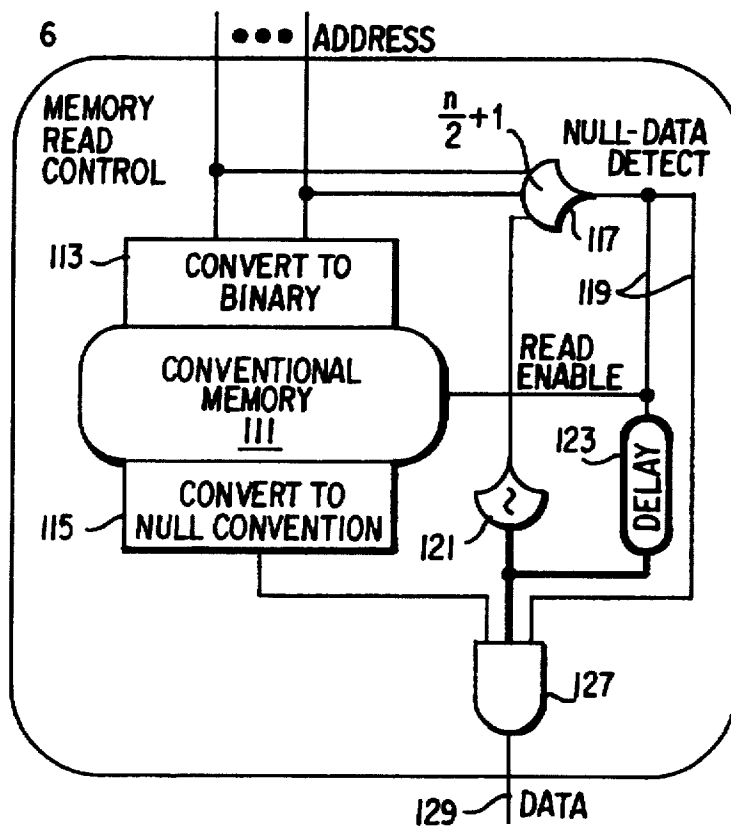 6
ADDRESS
MEMORY
READ
CONTROL
n/2+1
NULL-DATA
DETECT
117
119
113
CONVERT TO
BINARY
READ
ENABLE
CONVENTIONAL
MEMORY
111
123
DELAY
115
CONVERT TO
NULL CONVENTION
~
121
127
129
DATA